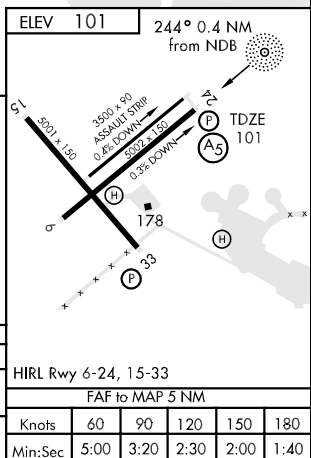 ELEV 101
244° 0.4 NM
from NDB
15
3500 x 90
ASSAULT STRIP
0.4% DOWN
5001 x 150
5002 x 150
0.3% DOWN
24
P
TDZE
101
A5
H
178
6
H
x x
33
P
x x x x x
HIRL Rwy 6-24, 15-33
FAF to MAP 5 NM
Knots 60 90 120 150 180
Min:Sec 5:00 3:20 2:30 2:00 1:40